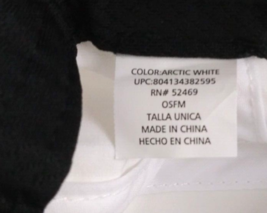 COLOR:ARCTIC WHITE
UPC:804134382595
RN# 52469
OSFM
TALLA UNICA
MADE IN CHINA
HECHO EN CHINA